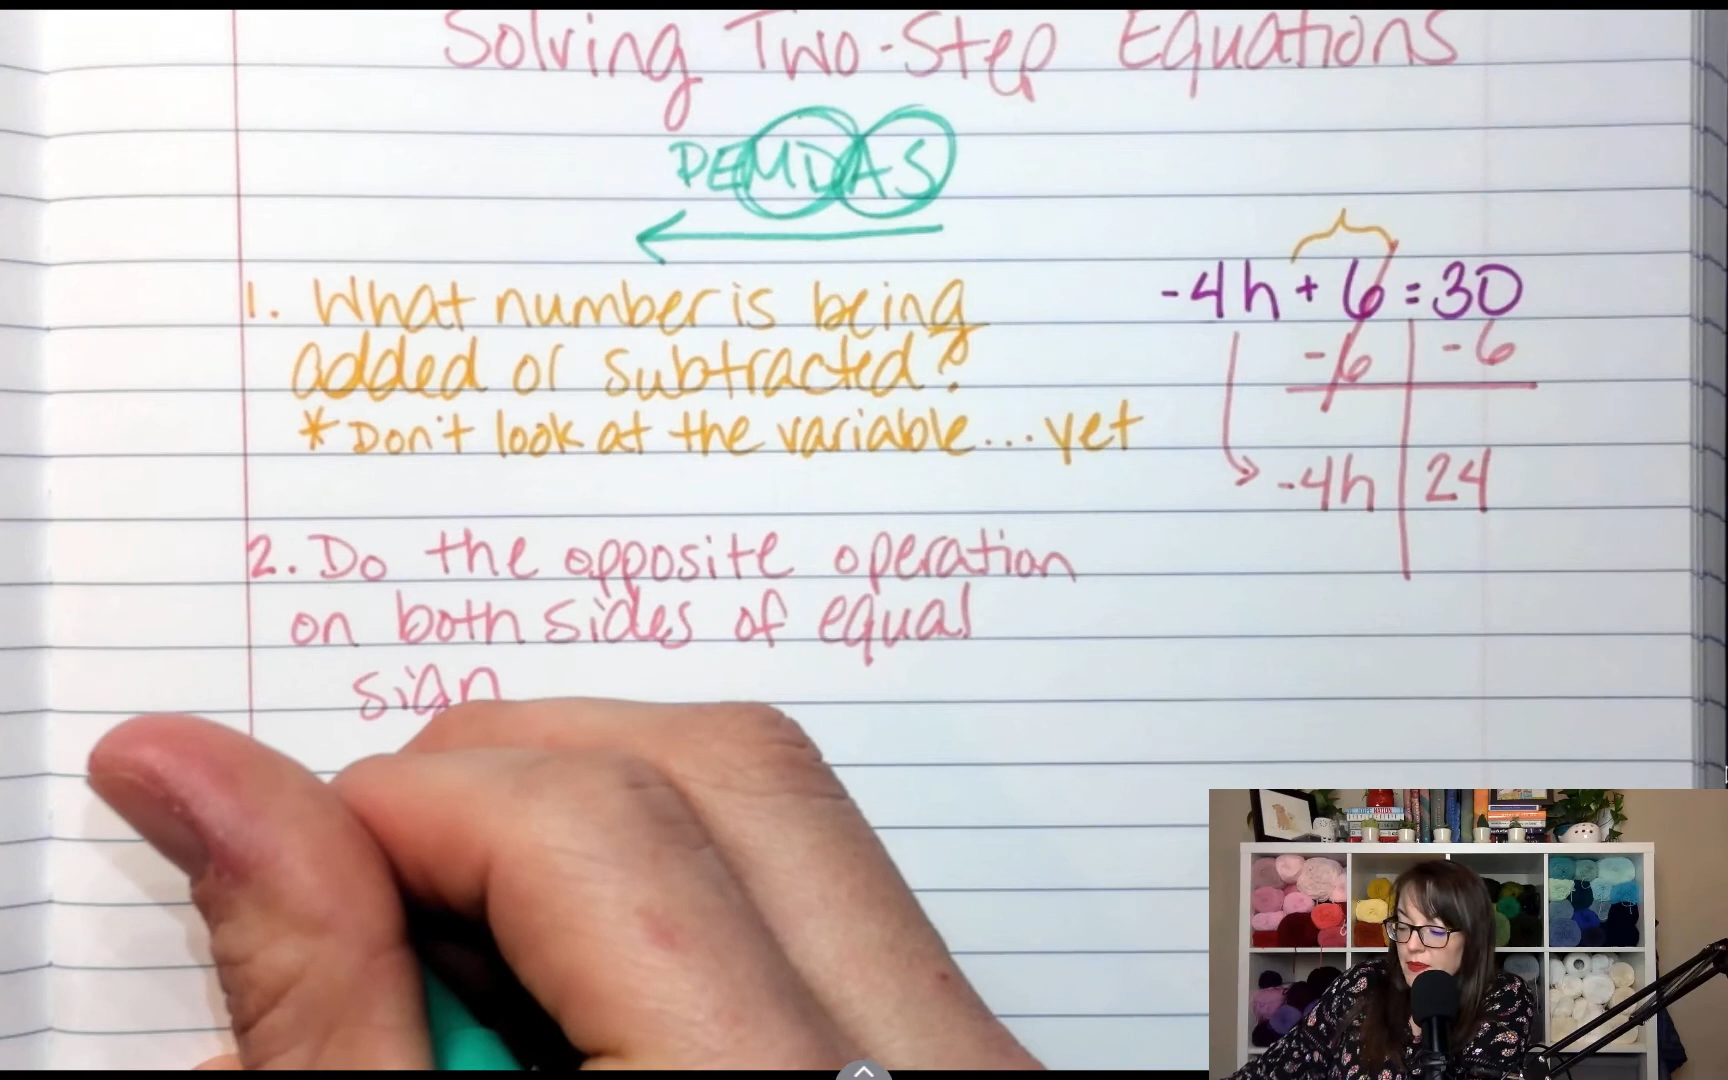 Solving Two-Step Equations
PEMDAS
1. What number is being
added or subtracted?
*Don't look at the variable...yet
2. Do the opposite operation
on both sides of equal
sign
-4h + 6 = 30
-6 -6
-4h 24